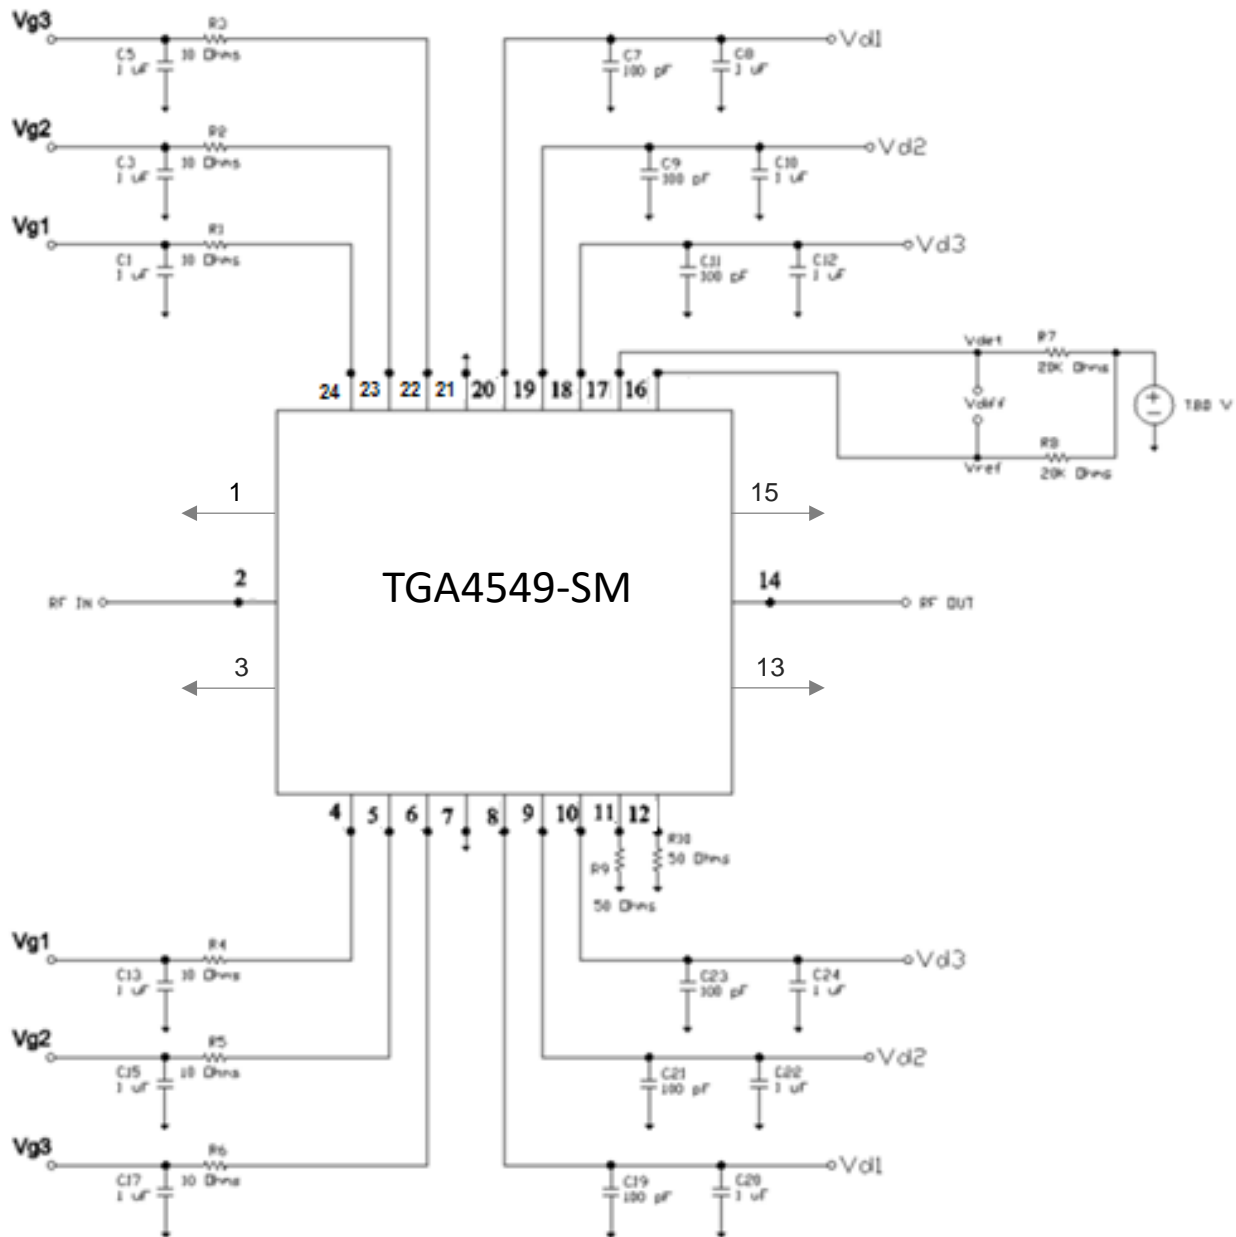 Vg3
R3
C5
1 uF
10 Ohms
C7
100 pF
C8
1 uF
Vd1
Vg2
R2
C3
1 uF
10 Ohms
C9
100 pF
C10
1 uF
Vd2
Vg1
R1
C1
1 uF
10 Ohms
C11
100 pF
C12
1 uF
Vd3
Vdet
R7
20K Ohms
Vdiff
Vref
R8
20K Ohms
24 23 22 21 20 19 18 17 16
1
15
TGA4549-SM
RF IN
2
14
RF OUT
3
13
4 5 6 7 8 9 10 11 12
R9
50 Ohms
R10
50 Ohms
Vg1
R4
C13
1 uF
10 Ohms
C23
100 pF
C24
1 uF
Vd3
Vg2
R5
C15
1 uF
10 Ohms
C21
100 pF
C22
1 uF
Vd2
Vg3
R6
C17
1 uF
10 Ohms
C19
100 pF
C20
1 uF
Vd1